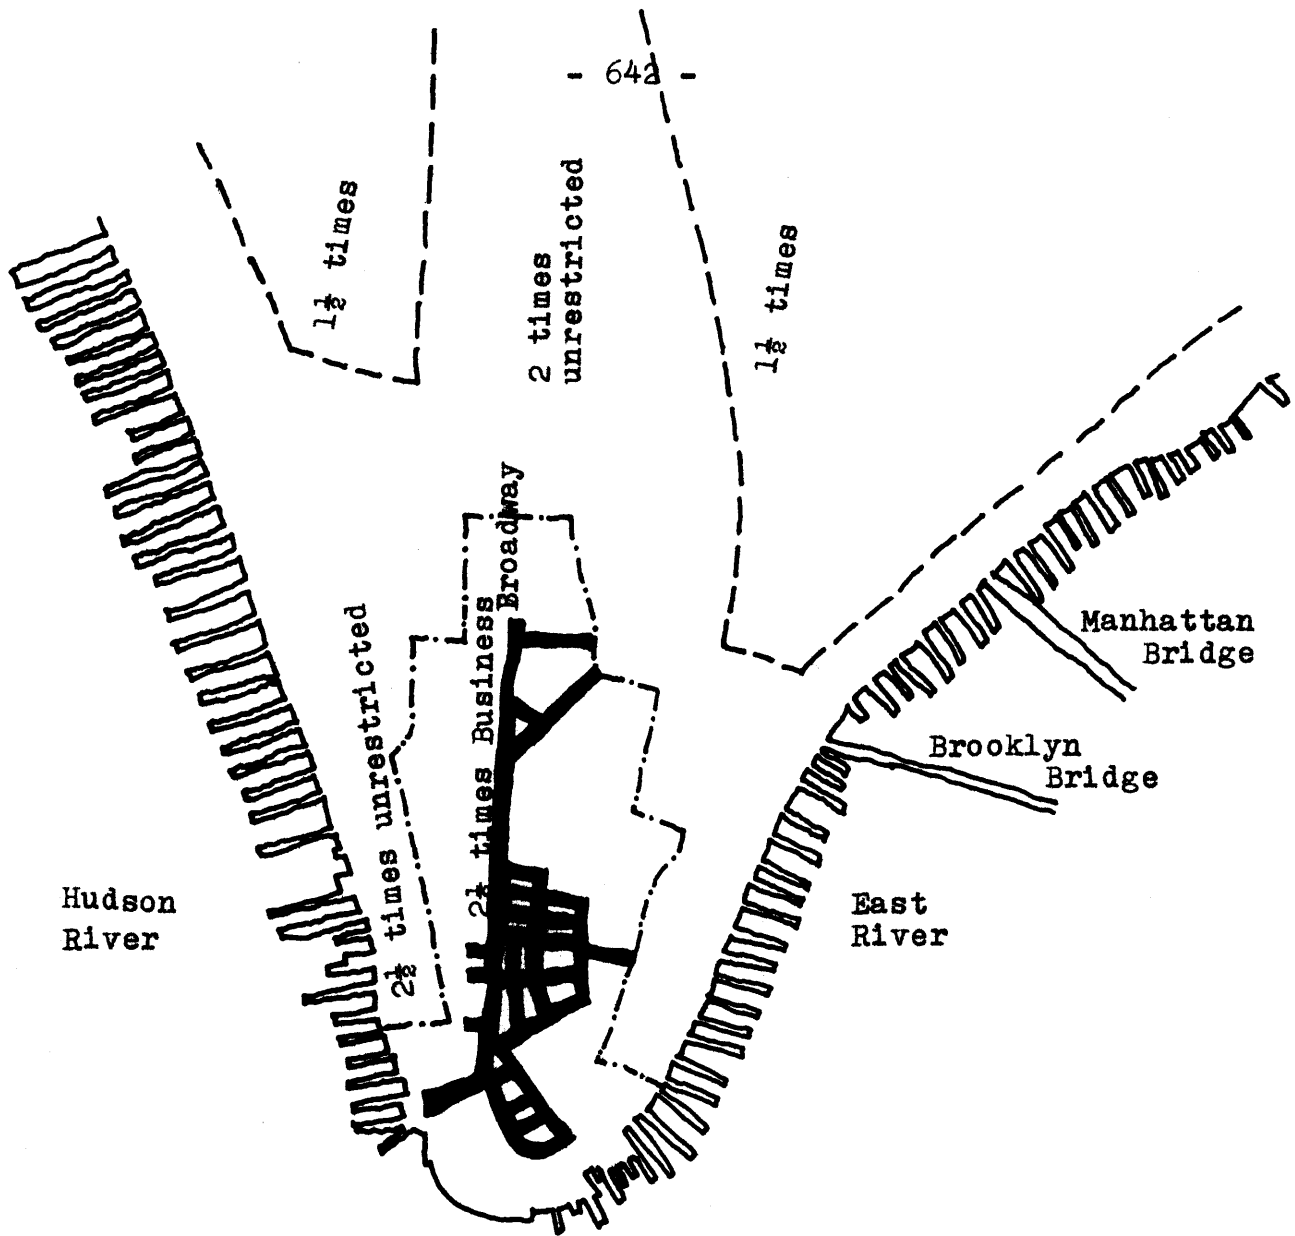 - 642 -
1½ times
2 times
unrestricted
1½ times
Broadway
2½ times unrestricted
2½ times Business
Manhattan
Bridge
Brooklyn
Bridge
Hudson
River
East
River